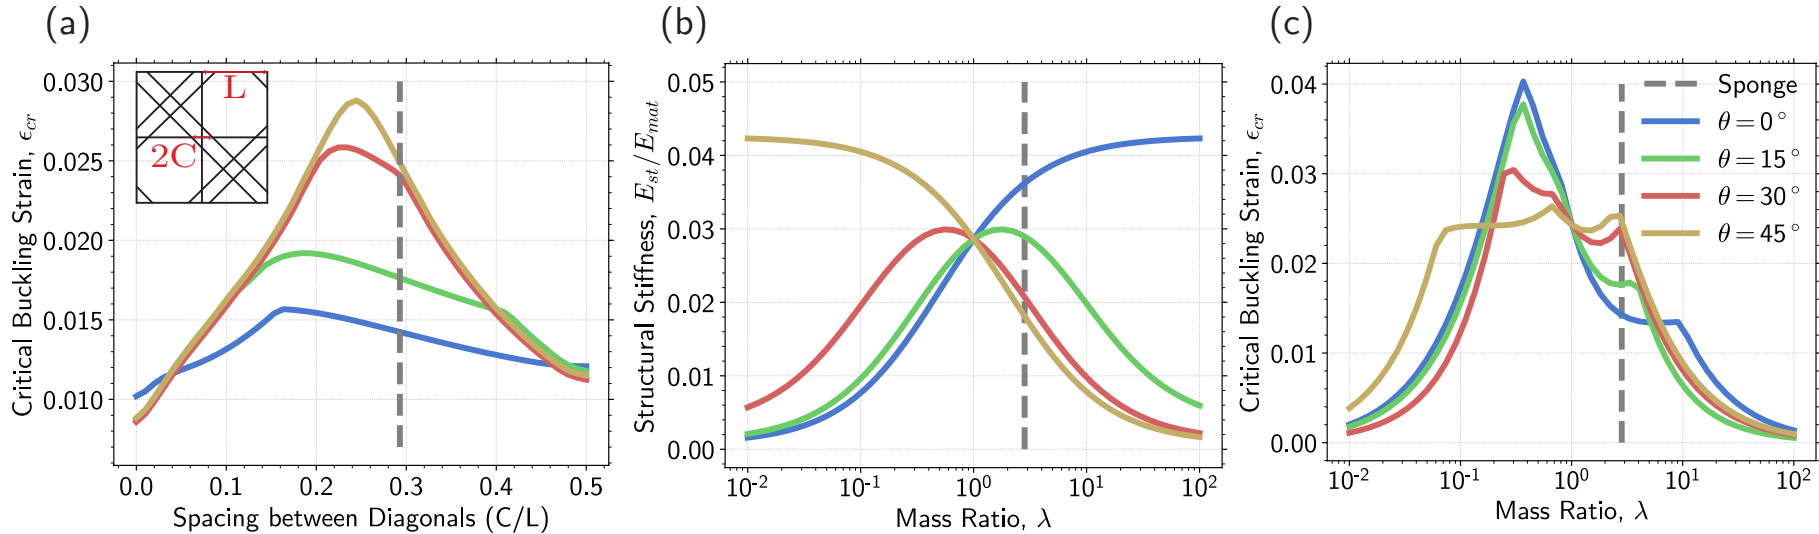 (a)
Critical Buckling Strain, ϵcr
0.030
0.025
0.020
0.015
0.010
L
2C
0.0 0.1 0.2 0.3 0.4 0.5
Spacing between Diagonals (C/L)
(b)
Structural Stiffness, Est/Emat
0.05
0.04
0.03
0.02
0.01
0.00
10⁻² 10⁻¹ 10⁰ 10¹ 10²
Mass Ratio, λ
(c)
Critical Buckling Strain, ϵcr
0.04
0.03
0.02
0.01
0.00
Sponge
θ = 0°
θ = 15°
θ = 30°
θ = 45°
10⁻² 10⁻¹ 10⁰ 10¹ 10²
Mass Ratio, λ